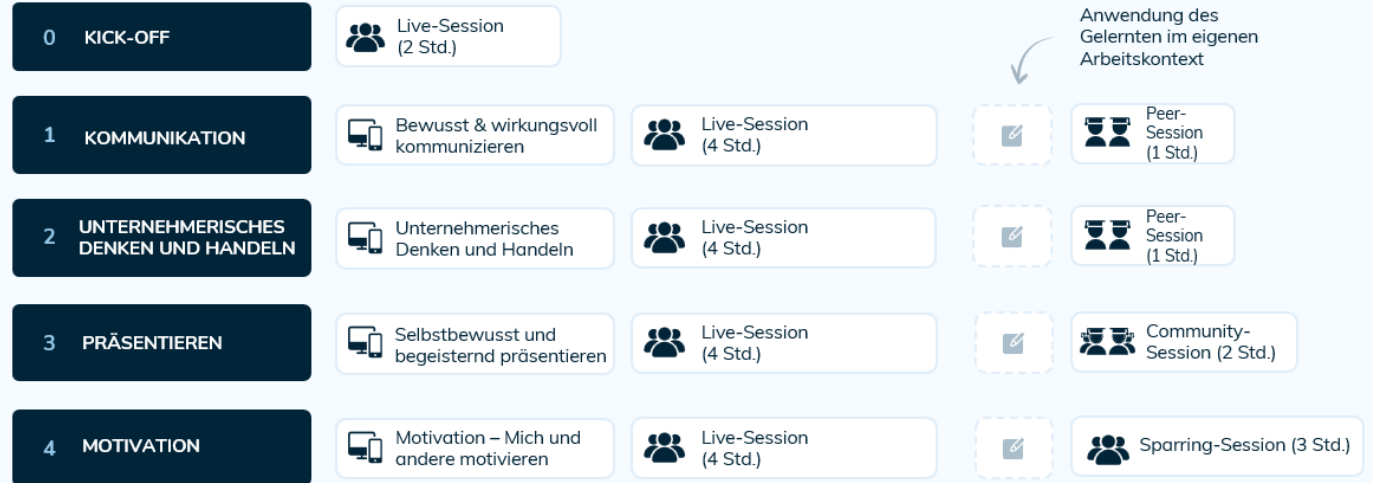 0 KICK-OFF
Live-Session
(2 Std.)
Anwendung des
Gelernten im eigenen
Arbeitskontext
1 KOMMUNIKATION
Bewusst & wirkungsvoll
kommunizieren
Live-Session
(4 Std.)
Peer-
Session
(1 Std.)
2 UNTERNEHMERISCHES
DENKEN UND HANDELN
Unternehmerisches
Denken und Handeln
Live-Session
(4 Std.)
Peer-
Session
(1 Std.)
3 PRÄSENTIEREN
Selbstbewusst und
begeisternd präsentieren
Live-Session
(4 Std.)
Community-
Session (2 Std.)
4 MOTIVATION
Motivation – Mich und
andere motivieren
Live-Session
(4 Std.)
Sparring-Session (3 Std.)